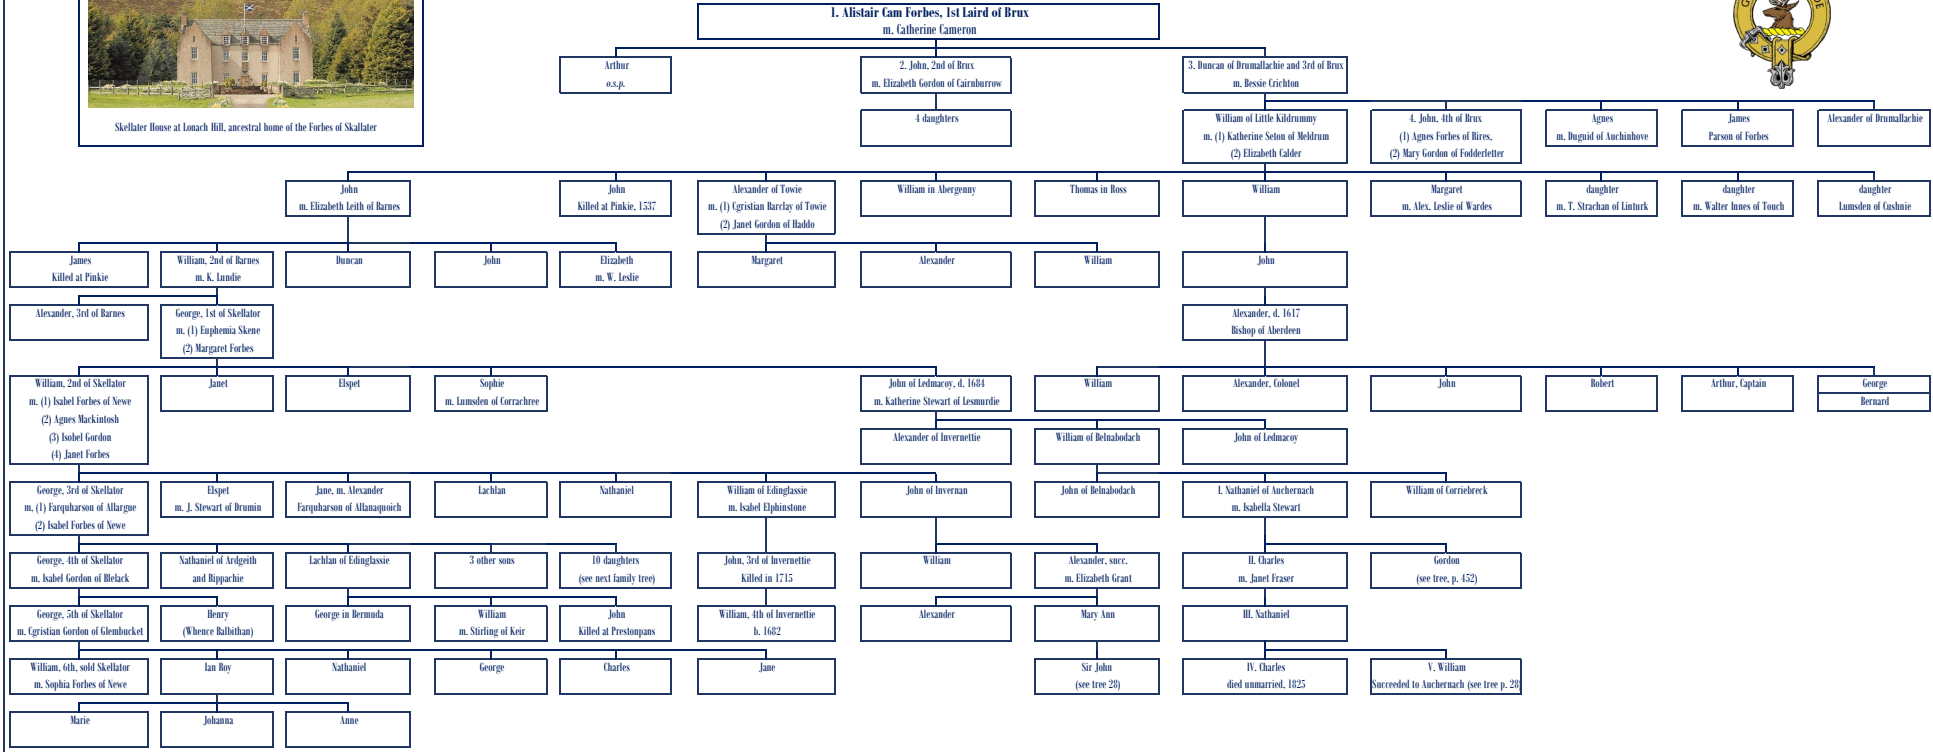 1. Alistair Cam Forbes, 1st Laird of Brux
m. Catherine Cameron
Arthur
o.s.p.
2. John, 2nd of Brux
m. Elizabeth Gordon of Cairnburrow
3. Duncan of Drumallachie and 3rd of Brux
m. Bessie Crichton
Skellater House at Lonach Hill, ancestral home of the Forbes of Skallater
4 daughters
William of Little Kildrummy
m. (1) Katherine Seton of Meldrum
(2) Elizabeth Calder
4. John, 4th of Brux
(1) Agnes Forbes of Rires,
(2) Mary Gordon of Fodderletter
Agnes
m. Duguid of Auchinhove
James
Parson of Forbes
Alexander of Drumallachie
John
m. Elizabeth Leith of Barnes
John
Killed at Pinkie, 1537
Alexander of Towie
m. (1) Cgristian Barclay of Towie
(2) Janet Gordon of Haddo
William in Abergenny
Thomas in Ross
William
Margaret
m. Alex. Leslie of Wardes
daughter
m. T. Strachan of Linturk
daughter
m. Walter Innes of Touch
daughter
Lumsden of Cushnie
James
Killed at Pinkie
William, 2nd of Barnes
m. K. Lundie
Duncan
John
Elizabeth
m. W. Leslie
Margaret
Alexander
William
John
Alexander, 3rd of Barnes
George, 1st of Skellator
m. (1) Euphemia Skene
(2) Margaret Forbes
Alexander, d. 1617
Bishop of Aberdeen
William, 2nd of Skellator
m. (1) Isabel Forbes of Newe
(2) Agnes Mackintosh
(3) Isobel Gordon
(4) Janet Forbes
Janet
Elspet
Sophie
m. Lumsden of Corrachree
John of Ledmacoy, d. 1684
m. Katherine Stewart of Lesmurdie
William
Alexander, Colonel
John
Robert
Arthur, Captain
George
Bernard
Alexander of Invernettie
William of Belnabodach
John of Ledmacoy
George, 3rd of Skellator
m, (1) Farquharson of Allargue
(2) Isabel Forbes of Newe
Elspet
m. J. Stewart of Drumin
Jane, m. Alexander
Farquharson of Allanaquoich
Lachlan
Nathaniel
William of Edinglassie
m. Isabel Elphinstone
John of Invernan
John of Belnabodach
I. Nathaniel of Auchernach
m. Isabella Stewart
William of Corriebreck
George, 4th of Skellator
m. Isabel Gordon of Blelack
Nathaniel of Ardgeith
and Rippachie
Lachlan of Edinglassie
3 other sons
10 daughters
(see next family tree)
John, 3rd of Invernettie
Killed in 1715
William
Alexander, succ.
m. Elizabeth Grant
II. Charles
m. Janet Fraser
Gordon
(see tree, p. 452)
George, 5th of Skellator
m. Cgristian Gordon of Glembucket
Henry
(Whence Balbithan)
George in Bermuda
William
m. Stirling of Keir
John
Killed at Prestonpans
William, 4th of Invernettie
b. 1682
Alexander
Mary Ann
III. Nathaniel
William, 6th, sold Skellator
m. Sophia Forbes of Newe
Ian Roy
Nathaniel
George
Charles
Jane
Sir John
(see tree 28)
IV. Charles
died unmarried, 1825
V. William
Succeeded to Auchernach (see tree p. 28)
Marie
Johanna
Anne